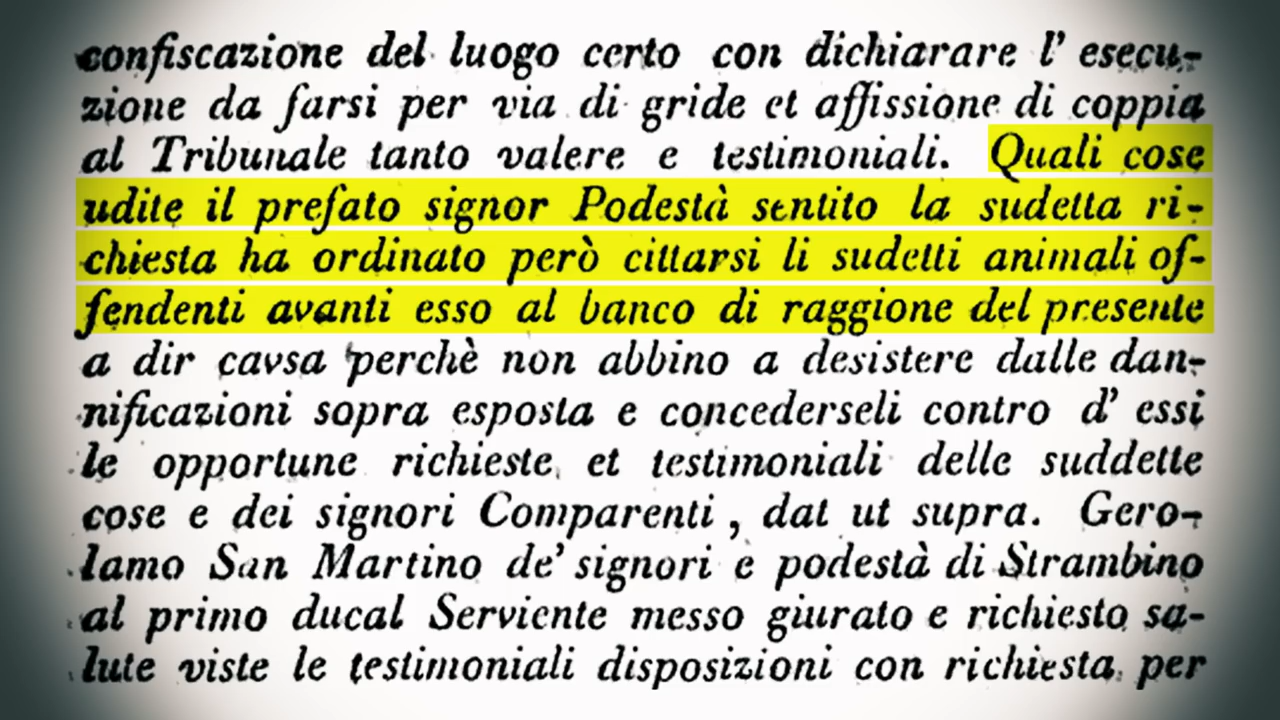 confiscazione del luogo certo con dichiarare l' esecu-
zione da farsi per via di gride et affissione di coppia
al Tribunale tanto valere e testimoniali. Quali cose
udite il prefato signor Podestà sentito la sudetta ri-
chiesta ha ordinato però cittarsi li sudetti animali of-
fendenti avanti esso al banco di raggione del presente
a dir cavsa perchè non abbino a desistere dalle dan-
nificazioni sopra esposta e concederseli contro d' essi
le opportune richieste et testimoniali delle suddette
cose e dei signori Comparenti, dat ut supra. Gero-
lamo San Martino de' signori e podestà di Strambino
al primo ducal Serviente messo giurato e richiesto sa-
lute viste le testimoniali disposizioni con richiesta per